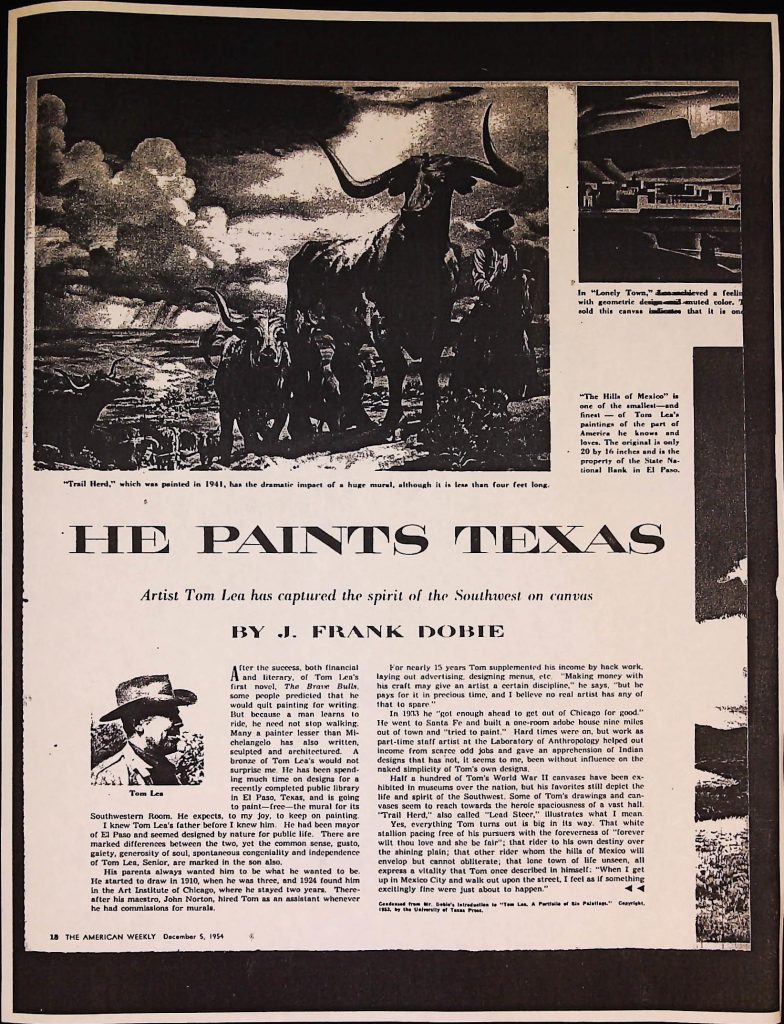 In "Lonely Town," Lea achieved a feelin
with geometric design and muted color. T
sold this canvas indicates that it is one
"The Hills of Mexico" is
one of the smallest—and
finest — of Tom Lea's
paintings of the part of
America he knows and
loves. The original is only
20 by 16 inches and is the
property of the State Na-
tional Bank in El Paso.
"Trail Herd," which was painted in 1941, has the dramatic impact of a huge mural, although it is less than four feet long.
HE PAINTS TEXAS
Artist Tom Lea has captured the spirit of the Southwest on canvas
BY J. FRANK DOBIE
After the success, both financial
and literary, of Tom Lea's
first novel, The Brave Bulls,
some people predicted that he
would quit painting for writing.
But because a man learns to
ride, he need not stop walking.
Many a painter lesser than Mi-
chelangelo has also written,
sculpted and architectured. A
bronze of Tom Lea's would not
surprise me. He has been spend-
ing much time on designs for a
recently completed public library
in El Paso, Texas, and is going
to paint—free—the mural for its
Tom Lea
Southwestern Room. He expects, to my joy, to keep on painting.
I knew Tom Lea's father before I knew him. He had been mayor
of El Paso and seemed designed by nature for public life. There are
marked differences between the two, yet the common sense, gusto,
gaiety, generosity of soul, spontaneous congeniality and independence
of Tom Lea, Senior, are marked in the son also.
His parents always wanted him to be what he wanted to be.
He started to draw in 1910, when he was three, and 1924 found him
in the Art Institute of Chicago, where he stayed two years. There-
after his maestro, John Norton, hired Tom as an assistant whenever
he had commissions for murals.
For nearly 15 years Tom supplemented his income by hack work,
laying out advertising, designing menus, etc. "Making money with
his craft may give an artist a certain discipline," he says, "but he
pays for it in precious time, and I believe no real artist has any of
that to spare."
In 1933 he "got enough ahead to get out of Chicago for good."
He went to Santa Fe and built a one-room adobe house nine miles
out of town and "tried to paint." Hard times were on, but work as
part-time staff artist at the Laboratory of Anthropology helped out
income from scarce odd jobs and gave an apprehension of Indian
designs that has not, it seems to me, been without influence on the
naked simplicity of Tom's own designs.
Half a hundred of Tom's World War II canvases have been ex-
hibited in museums over the nation, but his favorites still depict the
life and spirit of the Southwest. Some of Tom's drawings and can-
vases seem to reach towards the heroic spaciousness of a vast hall.
"Trail Herd," also called "Lead Steer," illustrates what I mean.
Yes, everything Tom turns out is big in its way. That white
stallion pacing free of his pursuers with the foreverness of "forever
wilt thou love and she be fair"; that rider to his own destiny over
the shining plain; that other rider whom the hills of Mexico will
envelop but cannot obliterate; that lone town of life unseen, all
express a vitality that Tom once described in himself: "When I get
up in Mexico City and walk out upon the street, I feel as if something
excitingly fine were just about to happen."
Condensed from Mr. Dobie's introduction to "Tom Lea, A Portfolio of Six Paintings." Copyright,
1953, by the University of Texas Press.
18 THE AMERICAN WEEKLY December 5, 1954